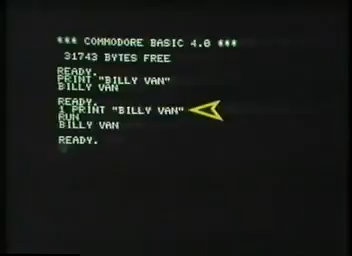 *** COMMODORE BASIC 4.0 ***
31743 BYTES FREE
READY.
PRINT "BILLY VAN"
BILLY VAN
READY.
1 PRINT "BILLY VAN"
RUN
BILLY VAN
READY.